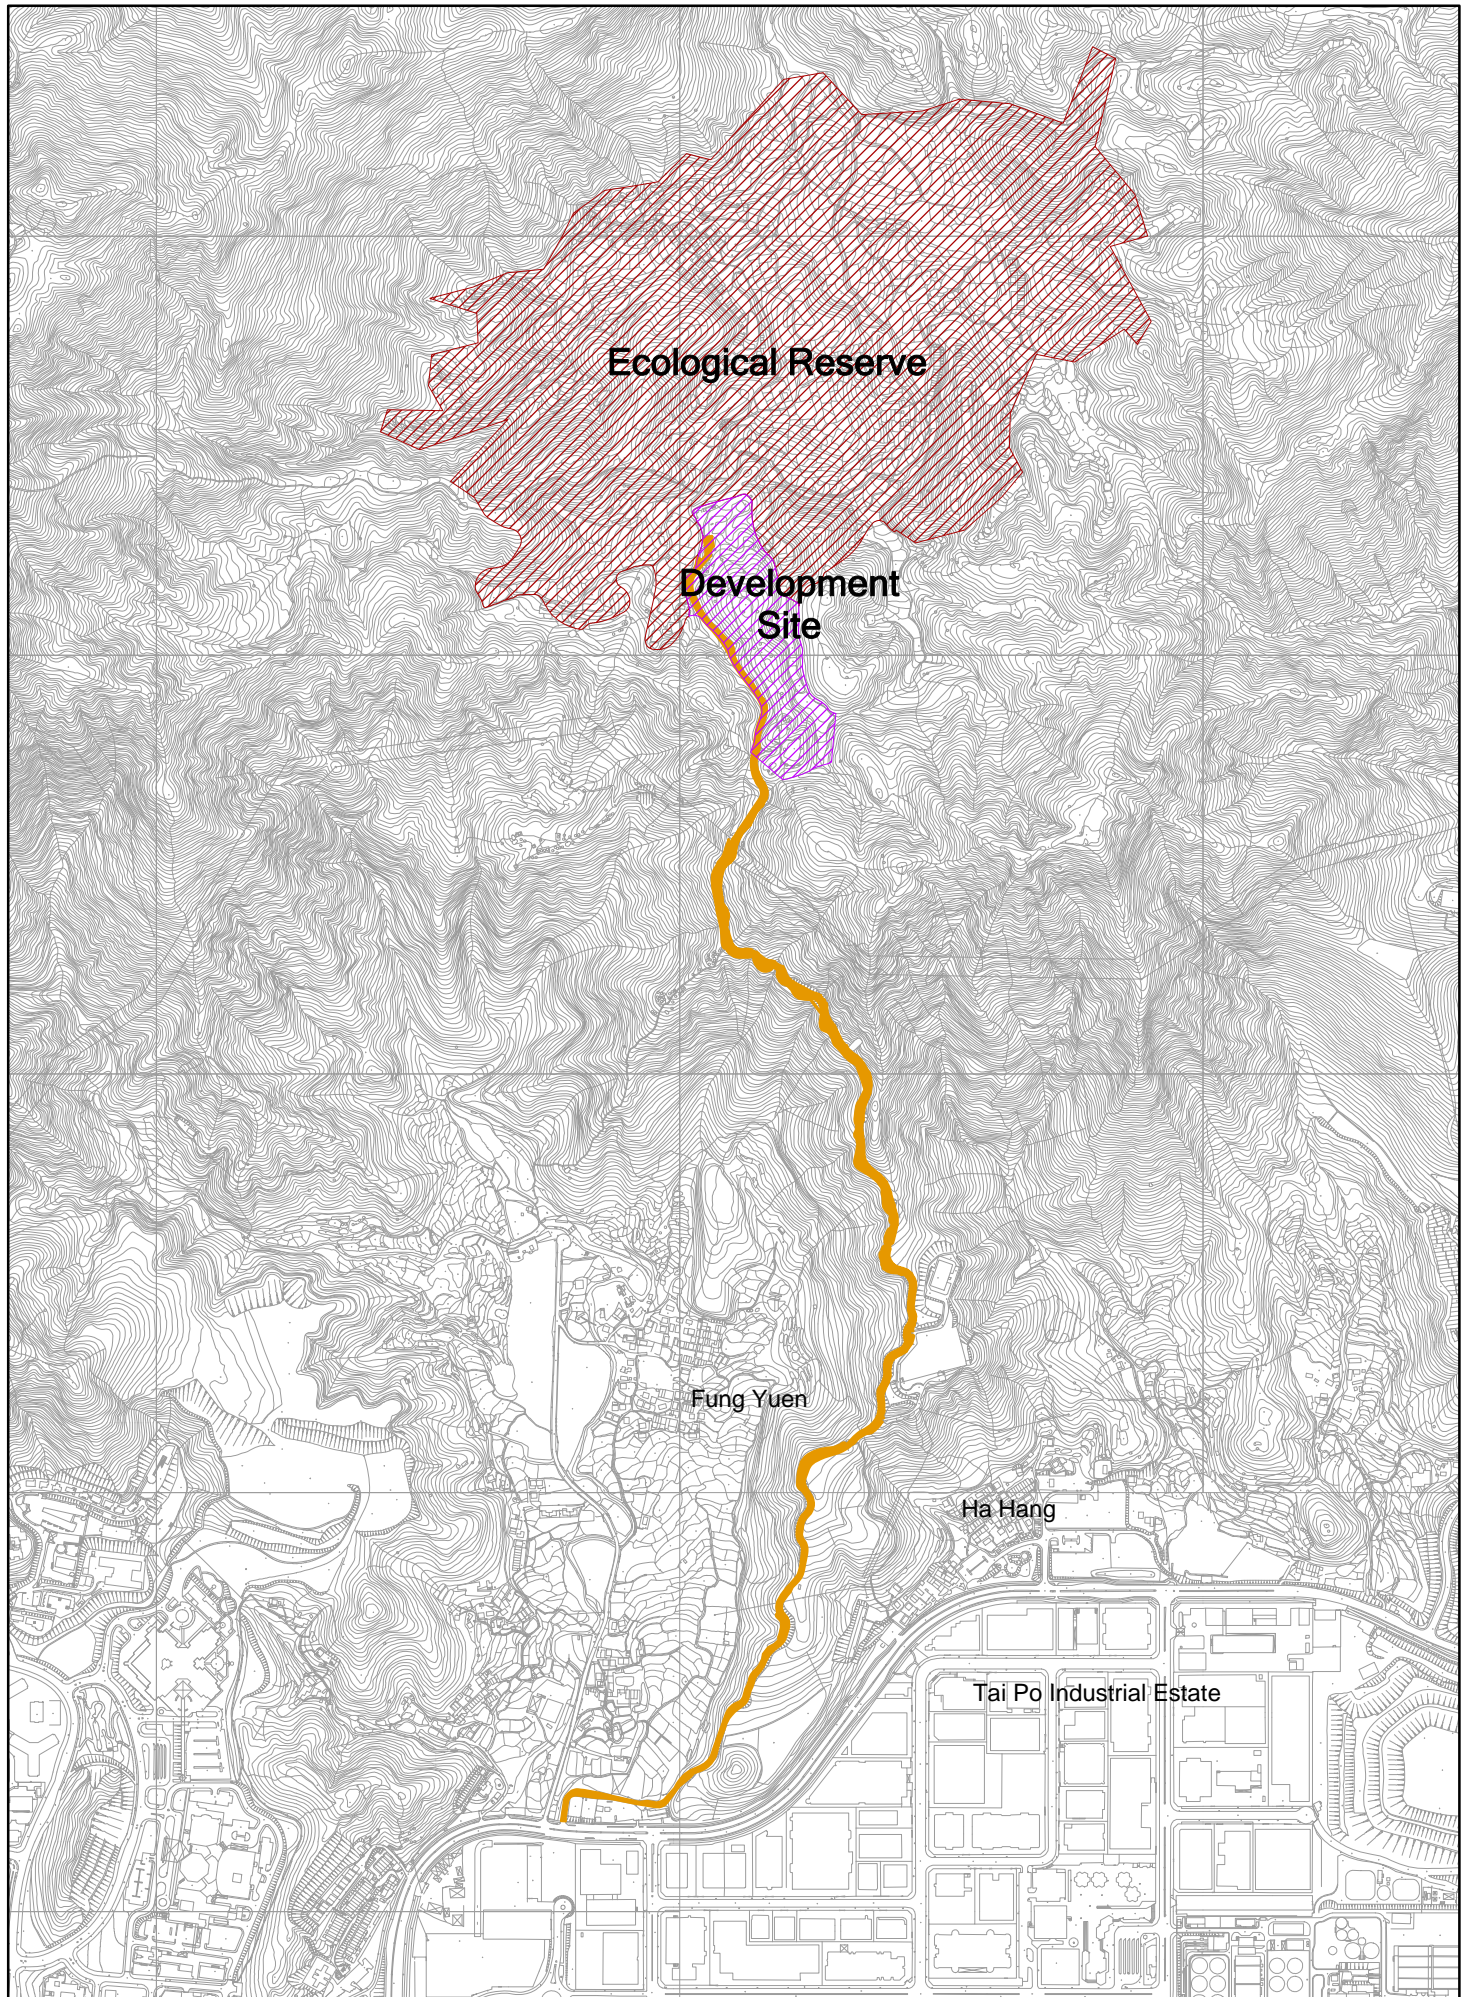 Ecological Reserve
Development
Site
Fung Yuen
Ha Hang
Tai Po Industrial Estate